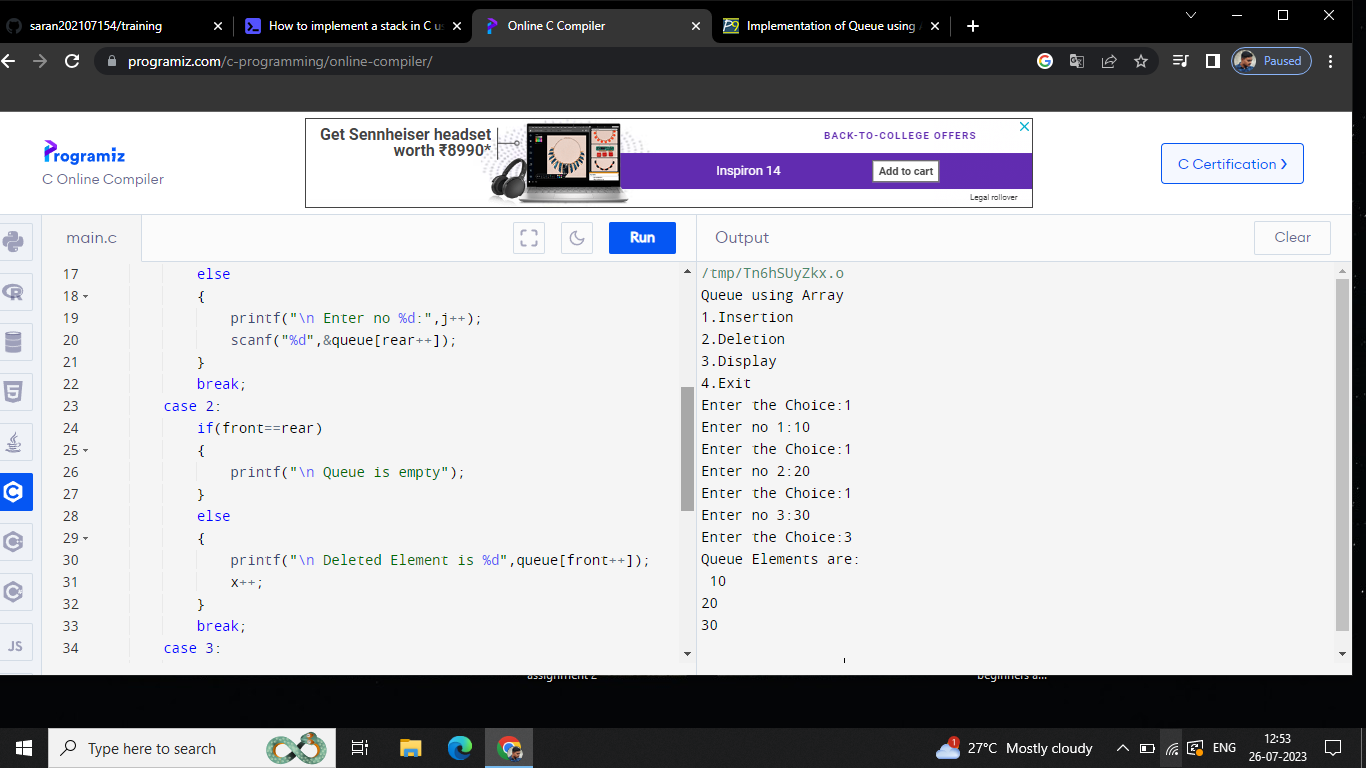 saran202107154/training
How to implement a stack in C u
Online C Compiler
Implementation of Queue using
programiz.com/c-programming/online-compiler/
Paused
Get Sennheiser headset
worth ₹8990*
BACK-TO-COLLEGE OFFERS
Inspiron 14
Add to cart
Legal rollover
Programiz
C Online Compiler
C Certification
main.c
Run
Output
Clear
17 else
18 {
19 printf("\n Enter no %d:",j++);
20 scanf("%d",&queue[rear++]);
21 }
22 break;
23 case 2:
24 if(front==rear)
25 {
26 printf("\n Queue is empty");
27 }
28 else
29 {
30 printf("\n Deleted Element is %d",queue[front++]);
31 x++;
32 }
33 break;
34 case 3:
JS
/tmp/Tn6hSUyZkx.o
Queue using Array
1.Insertion
2.Deletion
3.Display
4.Exit
Enter the Choice:1
Enter no 1:10
Enter the Choice:1
Enter no 2:20
Enter the Choice:1
Enter no 3:30
Enter the Choice:3
Queue Elements are:
10
20
30
assignment 2
beginners a...
Type here to search
1
27°C Mostly cloudy
ENG
12:53
26-07-2023